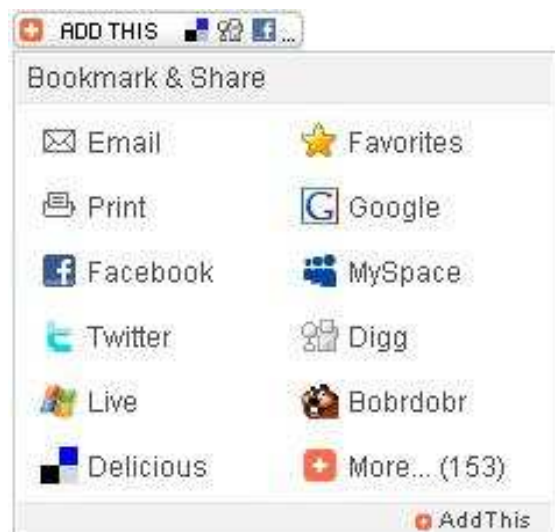 ADD THIS ...
Bookmark & Share
Email Favorites
Print Google
Facebook MySpace
Twitter Digg
Live Bobrdobr
Delicious More... (153)
AddThis